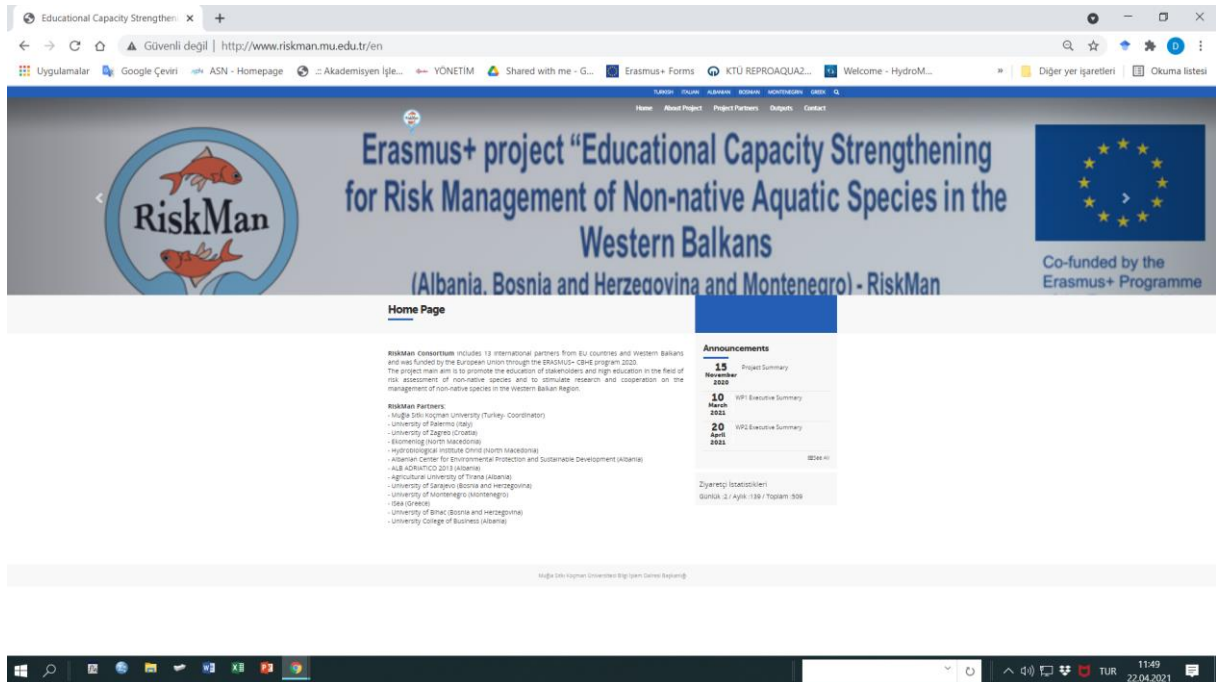 Educational Capacity Strengthen
Güvenli değil | http://www.riskman.mu.edu.tr/en
D
Uygulamalar Google Çeviri ASN - Homepage .:: Akademisyen İşle... YÖNETİM Shared with me - G... Erasmus+ Forms KTÜ REPROAQUA2... Welcome - HydroM... » Diğer yer işaretleri Okuma listesi
TURKISH ITALIAN ALBANIAN BOSNIAN MONTENEGRIN GREEK
Home About Project Project Partners Outputs Contact
RiskMan
Erasmus+ project “Educational Capacity Strengthening
for Risk Management of Non-native Aquatic Species in the
Western Balkans
(Albania, Bosnia and Herzegovina and Montenegro) - RiskMan
Co-funded by the
Erasmus+ Programme
Home Page
RiskMan Consortium includes 13 international partners from EU countries and Western Balkans
and was funded by the European Union through the ERASMUS+ CBHE program 2020.
The project main aim is to promote the education of stakeholders and high education in the field of
risk assessment of non-native species and to stimulate research and cooperation on the
management of non-native species in the Western Balkan Region.
RiskMan Partners:
- Muğla Sıtkı Koçman University (Turkey- Coordinator)
- University of Palermo (Italy)
- University of Zagreb (Croatia)
- Ekomenlog (North Macedonia)
- Hydrobiological Institute Ohrid (North Macedonia)
- Albanian Center for Environmental Protection and Sustainable Development (Albania)
- ALB ADRIATICO 2013 (Albania)
- Agricultural University of Tirana (Albania)
- University of Sarajevo (Bosnia and Herzegovina)
- University of Montenegro (Montenegro)
- iSea (Greece)
- University of Bihac (Bosnia and Herzegovina)
- University College of Business (Albania)
Announcements
15 November 2020 Project Summary
10 March 2021 WP1 Executive Summary
20 April 2021 WP2 Executive Summary
Ziyaretçi İstatistikleri
Günlük :2 / Aylık :139 / Toplam :509
Muğla Sıtkı Koçman Üniversitesi Bilgi İşlem Dairesi Başkanlığı
TUR
11:49
22.04.2021